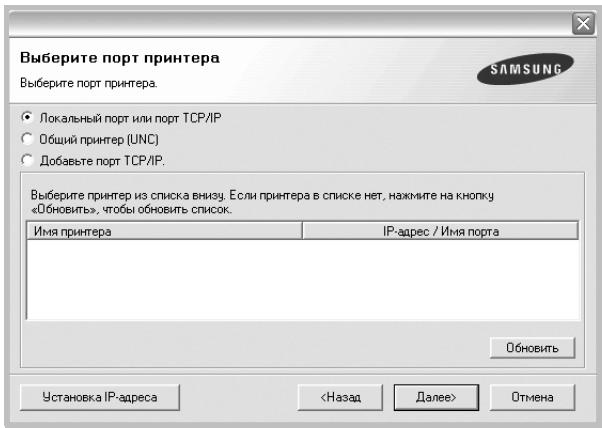 Выберите порт принтера
Выберите порт принтера.
SAMSUNG
Локальный порт или порт TCP/IP
Общий принтер (UNC)
Добавьте порт TCP/IP.
Выберите принтер из списка внизу. Если принтера в списке нет, нажмите на кнопку
«Обновить», чтобы обновить список.
Имя принтера IP-адрес / Имя порта
Обновить
Установка IP-адреса <Назад Далее> Отмена